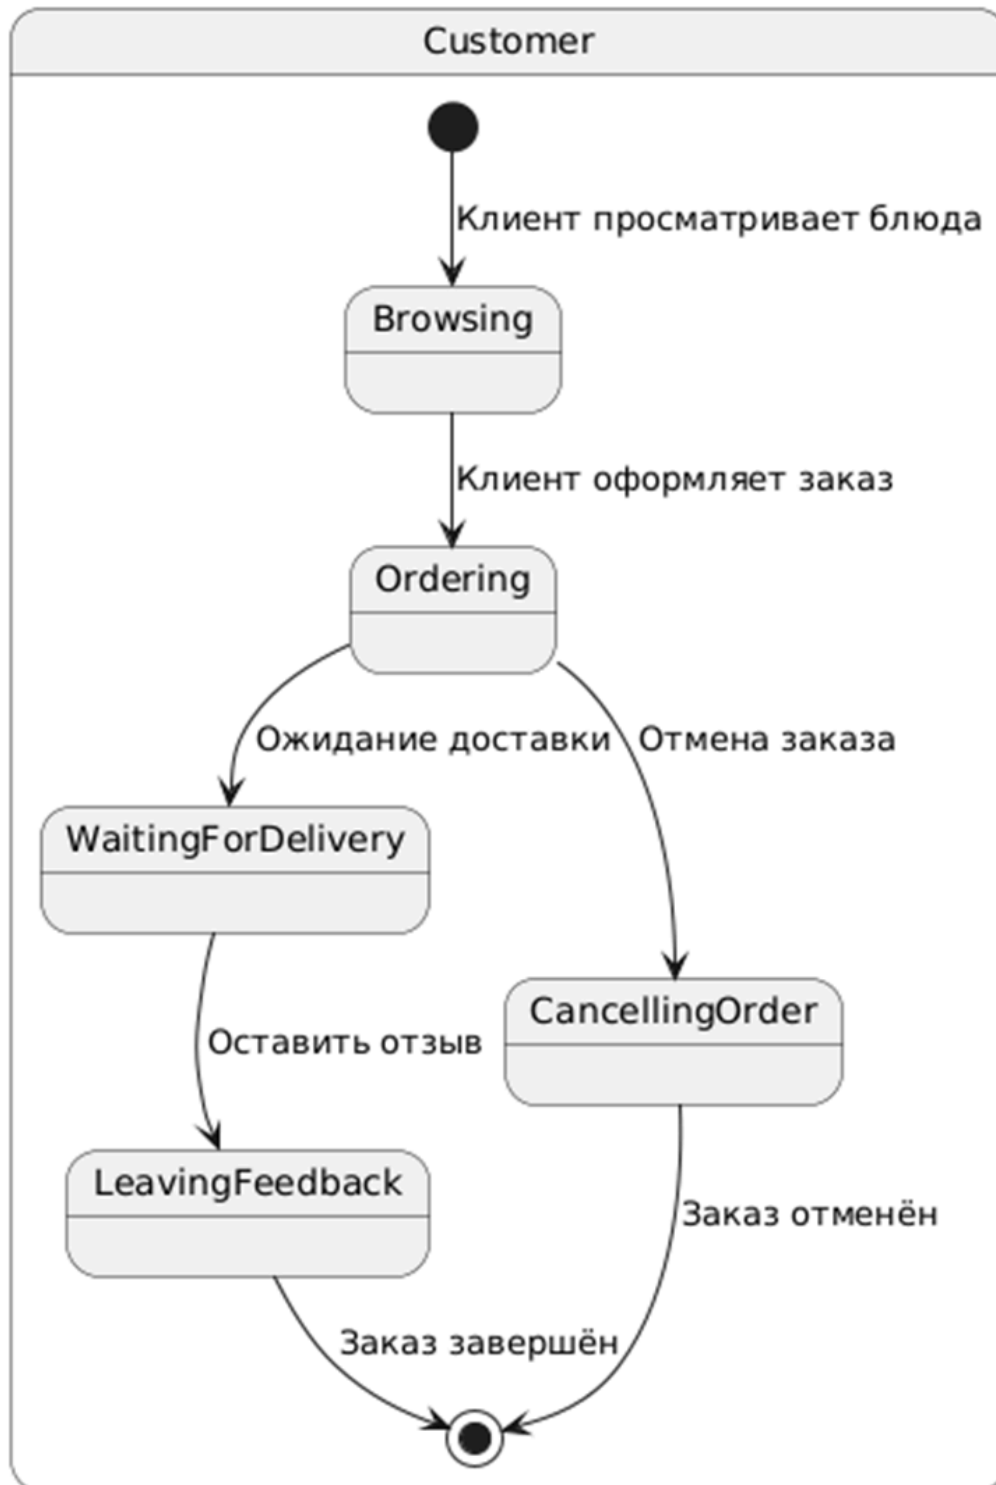 Customer
Клиент просматривает блюда
Browsing
Клиент оформляет заказ
Ordering
Ожидание доставки
Отмена заказа
WaitingForDelivery
CancellingOrder
Оставить отзыв
LeavingFeedback
Заказ отменён
Заказ завершён